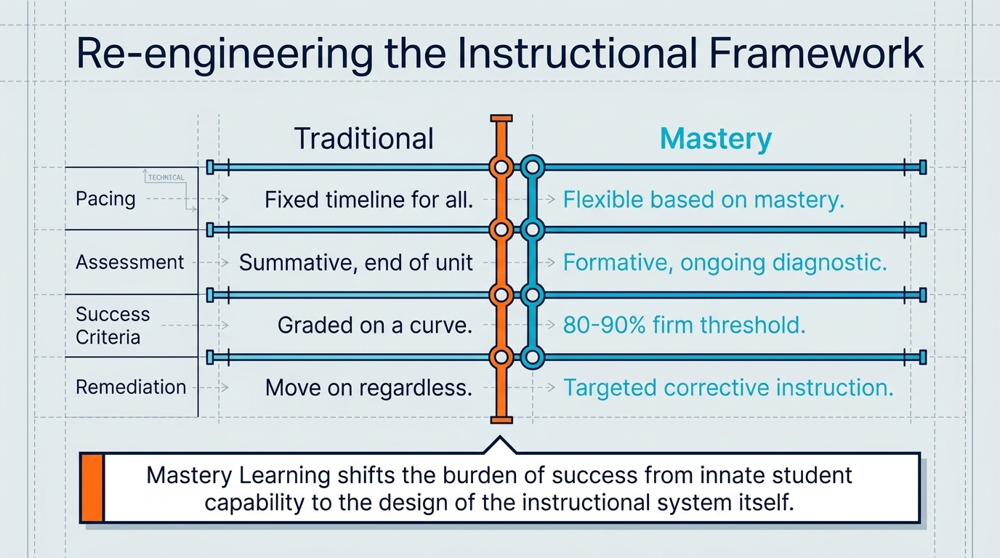 Re-engineering the Instructional Framework
Traditional
Mastery
TECHNICAL
Pacing
Fixed timeline for all.
Flexible based on mastery.
Assessment
Summative, end of unit
Formative, ongoing diagnostic.
Success
Criteria
Graded on a curve.
80-90% firm threshold.
Remediation
Move on regardless.
Targeted corrective instruction.
Mastery Learning shifts the burden of success from innate student
capability to the design of the instructional system itself.